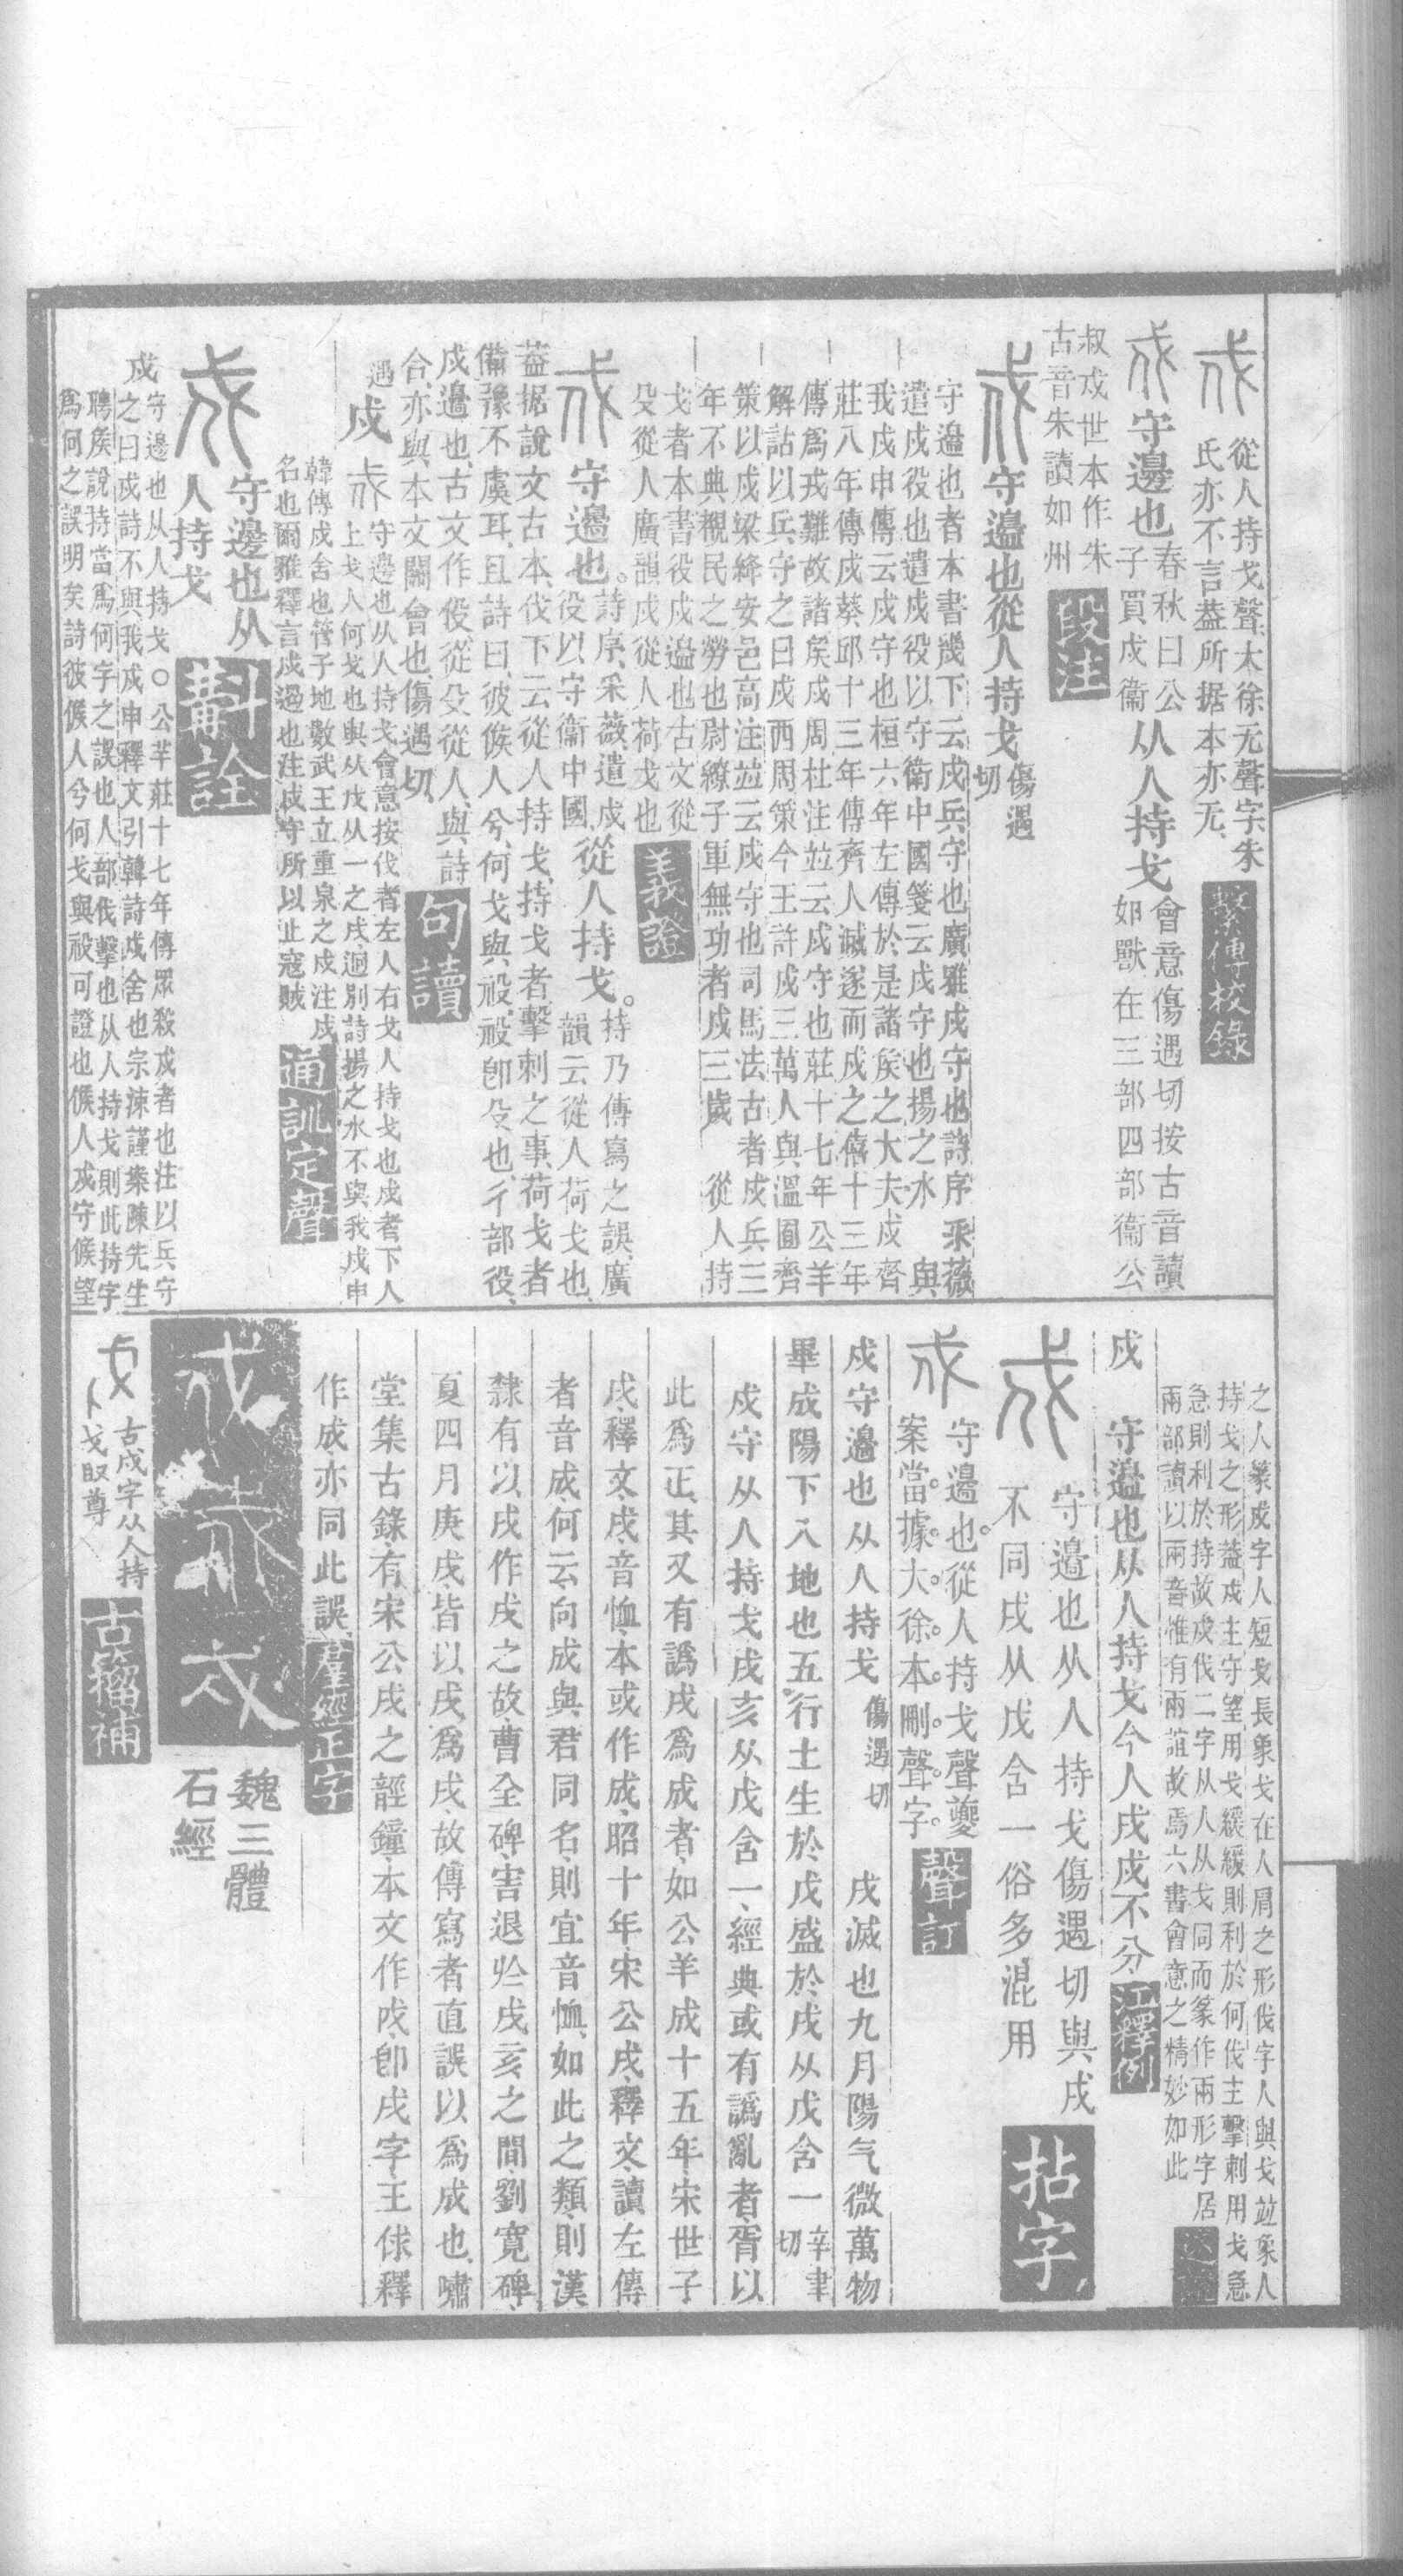 從人持戈聲大徐无聲字朱
氏亦不言葢所据本亦无
繫傳校錄
戍守邊也春秋曰公
子買戍衞
从人持戈會意傷遇切按古音讀
如獸在三部四部衞公
叔戍世本作朱
古音朱讀如州
段注
守邊也從人持戈傷遇
切
守邊也者本書幾下云戍兵守也廣雅戍守也詩序采薇
遣戍役也遣戍役以守衛中國箋云戍守也揚之水 與
我戍申傳云戍守也桓六年左傳於是諸矦之大夫戍齊
莊八年傳戍葵邱十三年傳齊人滅遂而戍之僖十三年
傳爲戎難故諸矦戍周杜注竝云戍守也莊十七年公羊
解詁以兵守之曰戍西周策今王許戍三萬人與溫囿齊
策以戍梁絳安邑高注竝云戍守也司馬法古者戍兵三
年不典覩民之勞也尉繚子軍無功者戍三歲 從人持
戈者本書役戍邊也古文從
殳從人廣韻戍從人荷戈也
義證
守邊也。詩序、采薇、遣戍
役以守衞中國、
從人持戈。持乃傳寫之誤、廣
韻云從人荷戈也、
葢据說文古本、伐下云從人持戈、持戈者、擊刺之事、荷戈者
備豫不虞耳、且詩曰、彼候人兮、何戈與祋、祋卽殳也、彳部役、
戍邊也、古文作伇、從殳從人、與詩
合、亦與本文關會也、傷遇切、
句讀
遇
戍
守邊也从人持戈會意按伐者左人右戈人持戈也戍者下人
上戈人何戈也與从戊从一之戌迥別詩揚之水不與我戍申
韓傳戍舍也管子地數武王立重泉之戍注戍
名也爾雅釋言戍遏也注戍守所以止寇賊
通訓定聲
守邊也从
人持戈
斠詮
戍守邊也从人持戈○公羊莊十七年傳眾殺戍者也注以兵守
之曰戍詩不與我戍申釋文引韓詩戍舍也宗涑謹案陳先生
聘矦說持當爲何字之誤也人部伐擊也从人持戈則此持字
爲何之誤明矣詩彼候人兮何戈與祋可證也候人戍守候望
之人篆戍字人短戈長象戈在人肩之形伐字人與戈竝象人
持戈之形葢戍主守望用戈緩緩則利於何伐主擊刺用戈急
急則利於持故戍伐二字从人从戈同而篆作兩形字居
兩部讀以兩音惟有兩誼故焉六書會意之精妙如此
戍 守邊也从人持戈今人戌戍不分
江釋例
守邊也从人持戈傷遇切與戌
不同戌从戊含一俗多混用
拈字
守邊也。從人持戈聲夔
案。當。據。大。徐。本。刪。聲。字。
聲訂
戍守邊也从人持戈傷遇切 戌滅也九月陽气微萬物
畢成陽下入地也五行土生於戊盛於戌从戊含一辛聿
切
戍守从人持戈戌亥从戊含一、經典或有譌亂者、胥以
此爲正、其又有譌戌爲成者、如公羊成十五年、宋世子
戌、釋文、戌、音恤、本或作成、昭十年、宋公戌、釋文、讀左傳
者音成、何云、向成與君同名、則宜音恤、如此之類、則漢
隸有以戌作戌之故、曹全碑、害退於戌亥之間、劉寬碑、
夏四月庚戌、皆以戌爲戌、故傳寫者直誤以爲成也、嘯
堂集古錄、有宋公戌之䇦鐘、本文作戌、卽戌字、王俅釋
作成、亦同此誤、
羣經正字
魏三體
石經
古戍字从人持
戈𠬝尊
古籀補